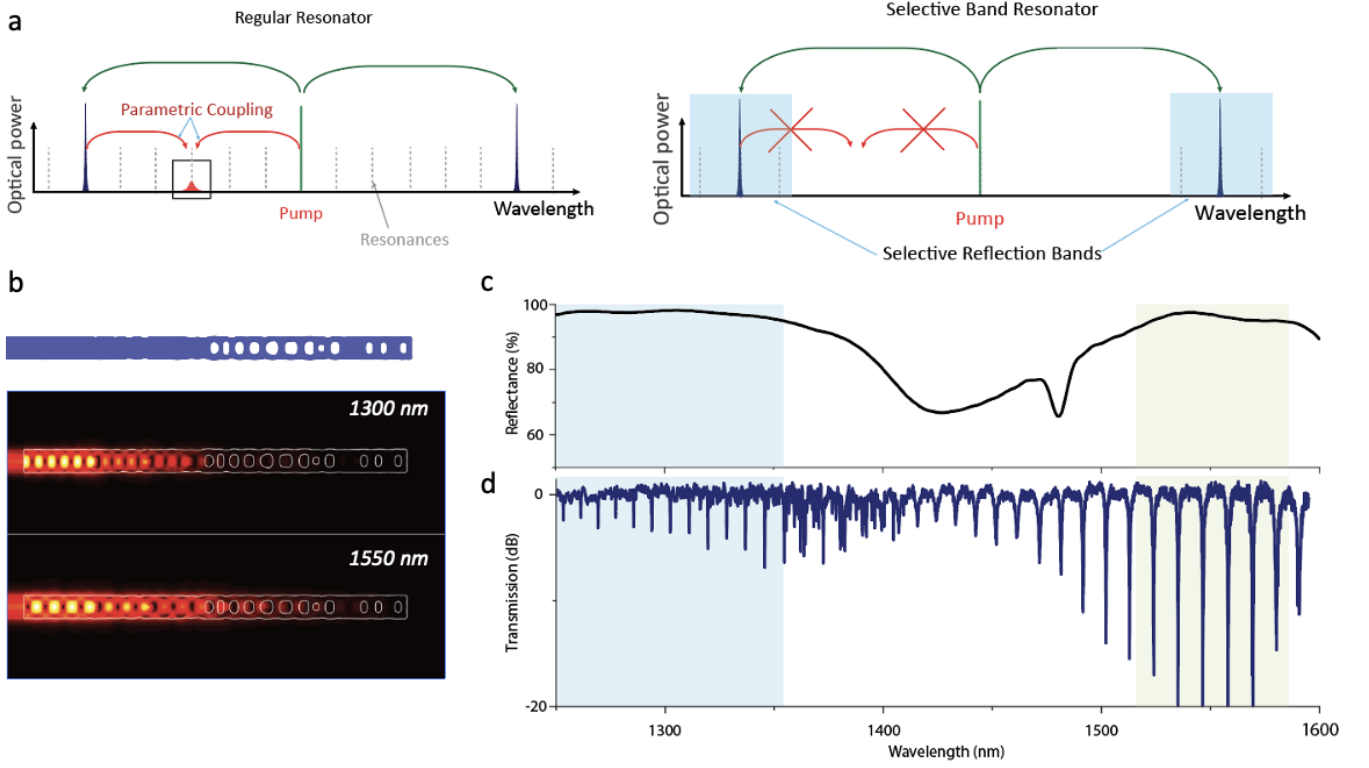 a
Regular Resonator
Selective Band Resonator
Parametric Coupling
Optical power
Pump
Wavelength
Resonances
Optical power
Pump
Wavelength
Selective Reflection Bands
b
1300 nm
1550 nm
c
100
80
60
Reflectance (%)
d
0
-20
Transmission (dB)
1300
1400
1500
1600
Wavelength (nm)